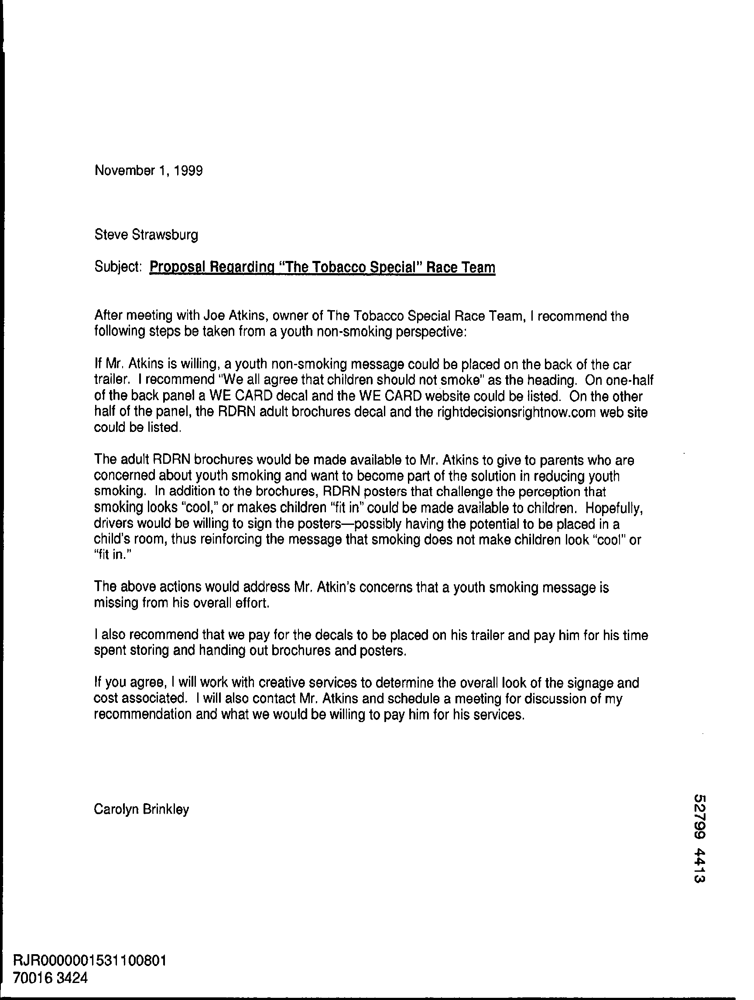 November 1, 1999
Steve Strawsburg
Subject: Proposal Regarding "The Tobacco Special" Race Team
After meeting with Joe Atkins, owner of The Tobacco Special Race Team, I recommend the
following steps be taken from a youth non-smoking perspective:
If Mr. Atkins is willing, a youth non-smoking message could be placed on the back of the car
trailer. I recommend "We all agree that children should not smoke" as the heading. On one-half
of the back panel a WE CARD decal and the WE CARD website could be listed. On the other
half of the panel, the RDRN adult brochures decal and the rightdecisionsrightnow.com web site
could be listed.
The adult RDRN brochures would be made available to Mr. Atkins to give to parents who are
concerned about youth smoking and want to become part of the solution in reducing youth
smoking. In addition to the brochures, RDRN posters that challenge the perception that
smoking looks "cool," or makes children "fit in" could be made available to children. Hopefully,
drivers would be willing to sign the posters—possibly having the potential to be placed in a
child's room, thus reinforcing the message that smoking does not make children look "cool" or
"fit in."
The above actions would address Mr. Atkin's concerns that a youth smoking message is
missing from his overall effort.
I also recommend that we pay for the decals to be placed on his trailer and pay him for his time
spent storing and handing out brochures and posters.
If you agree, I will work with creative services to determine the overall look of the signage and
cost associated. I will also contact Mr. Atkins and schedule a meeting for discussion of my
recommendation and what we would be willing to pay him for his services.
Carolyn Brinkley
52799 4413
RJR0000001531100801
70016 3424